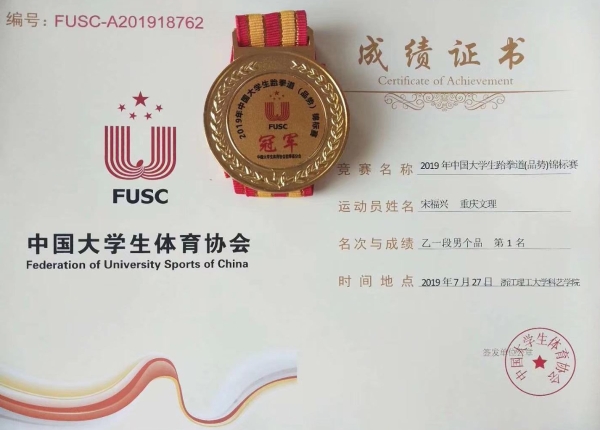 编号：FUSC-A201918762
FUSC
中国大学生体育协会
Federation of University Sports of China
2019年中国大学生跆拳道（品势）锦标赛
FUSC
冠军
成绩证书
Certificate of Achievement
竞赛名称 2019年中国大学生跆拳道(品势)锦标赛
运动员姓名 宋福兴 重庆文理
名次与成绩 乙一段男个品 第1名
时间地点 2019年7月27日 浙江理工大学科艺学院
签发单位
中国大学生体育协会